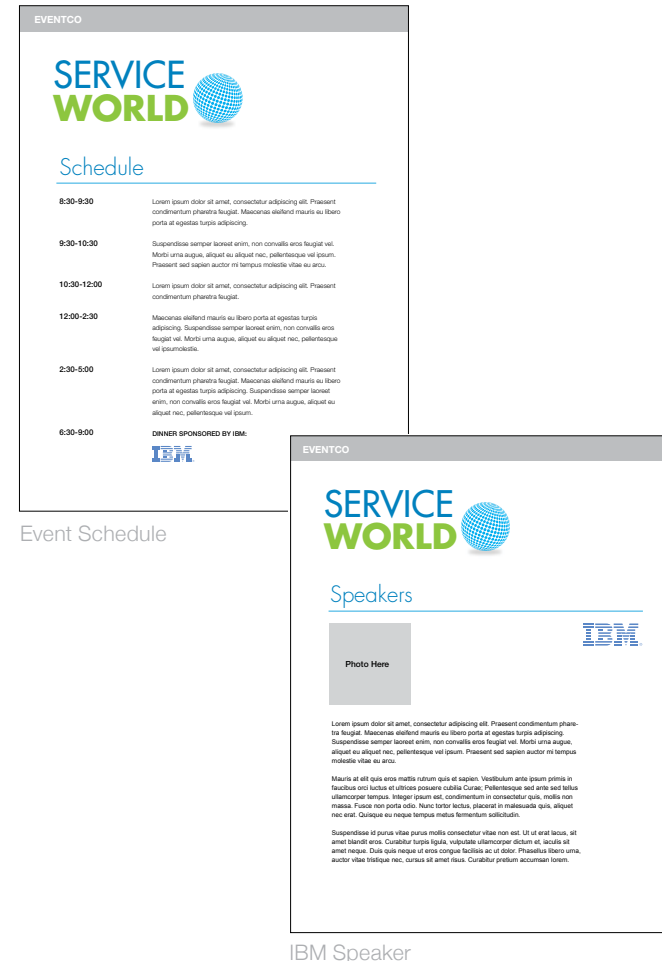 EVENTCO
SERVICE
WORLD
Schedule
8:30-9:30
Lorem ipsum dolor sit amet, consectetur adipiscing elit. Praesent
condimentum pharetra feugiat. Maecenas eleifend mauris eu libero
porta at egestas turpis adipiscing.
9:30-10:30
Suspendisse semper laoreet enim, non convallis eros feugiat vel.
Morbi urna augue, aliquet eu aliquet nec, pellentesque vel ipsum.
Praesent sed sapien auctor mi tempus molestie vitae eu arcu.
10:30-12:00
Lorem ipsum dolor sit amet, consectetur adipiscing elit. Praesent
condimentum pharetra feugiat.
12:00-2:30
Maecenas eleifend mauris eu libero porta at egestas turpis
adipiscing. Suspendisse semper laoreet enim, non convallis eros
feugiat vel. Morbi urna augue, aliquet eu aliquet nec, pellentesque
vel ipsumolestie.
2:30-5:00
Lorem ipsum dolor sit amet, consectetur adipiscing elit. Praesent
condimentum pharetra feugiat. Maecenas eleifend mauris eu libero
porta at egestas turpis adipiscing. Suspendisse semper laoreet
enim, non convallis eros feugiat vel. Morbi urna augue, aliquet eu
aliquet nec, pellentesque vel ipsum.
6:30-9:00
DINNER SPONSORED BY IBM:
IBM
Event Schedule
EVENTCO
SERVICE
WORLD
Speakers
IBM
Photo Here
Lorem ipsum dolor sit amet, consectetur adipiscing elit. Praesent condimentum phare-
tra feugiat. Maecenas eleifend mauris eu libero porta at egestas turpis adipiscing.
Suspendisse semper laoreet enim, non convallis eros feugiat vel. Morbi urna augue,
aliquet eu aliquet nec, pellentesque vel ipsum. Praesent sed sapien auctor mi tempus
molestie vitae eu arcu.
Mauris at elit quis eros mattis rutrum quis et sapien. Vestibulum ante ipsum primis in
faucibus orci luctus et ultrices posuere cubilia Curae; Pellentesque sed ante sed tellus
ullamcorper tempus. Integer ipsum est, condimentum in consectetur quis, mollis non
massa. Fusce non porta odio. Nunc tortor lectus, placerat in malesuada quis, aliquet
nec erat. Quisque eu neque tempus metus fermentum sollicitudin.
Suspendisse id purus vitae purus mollis consectetur vitae non est. Ut ut erat lacus, sit
amet blandit eros. Curabitur turpis ligula, vulputate ullamcorper dictum et, iaculis sit
amet neque. Duis quis neque ut eros congue facilisis ac ut dolor. Phasellus libero urna,
auctor vitae tristique nec, cursus sit amet risus. Curabitur pretium accumsan lorem.
IBM Speaker